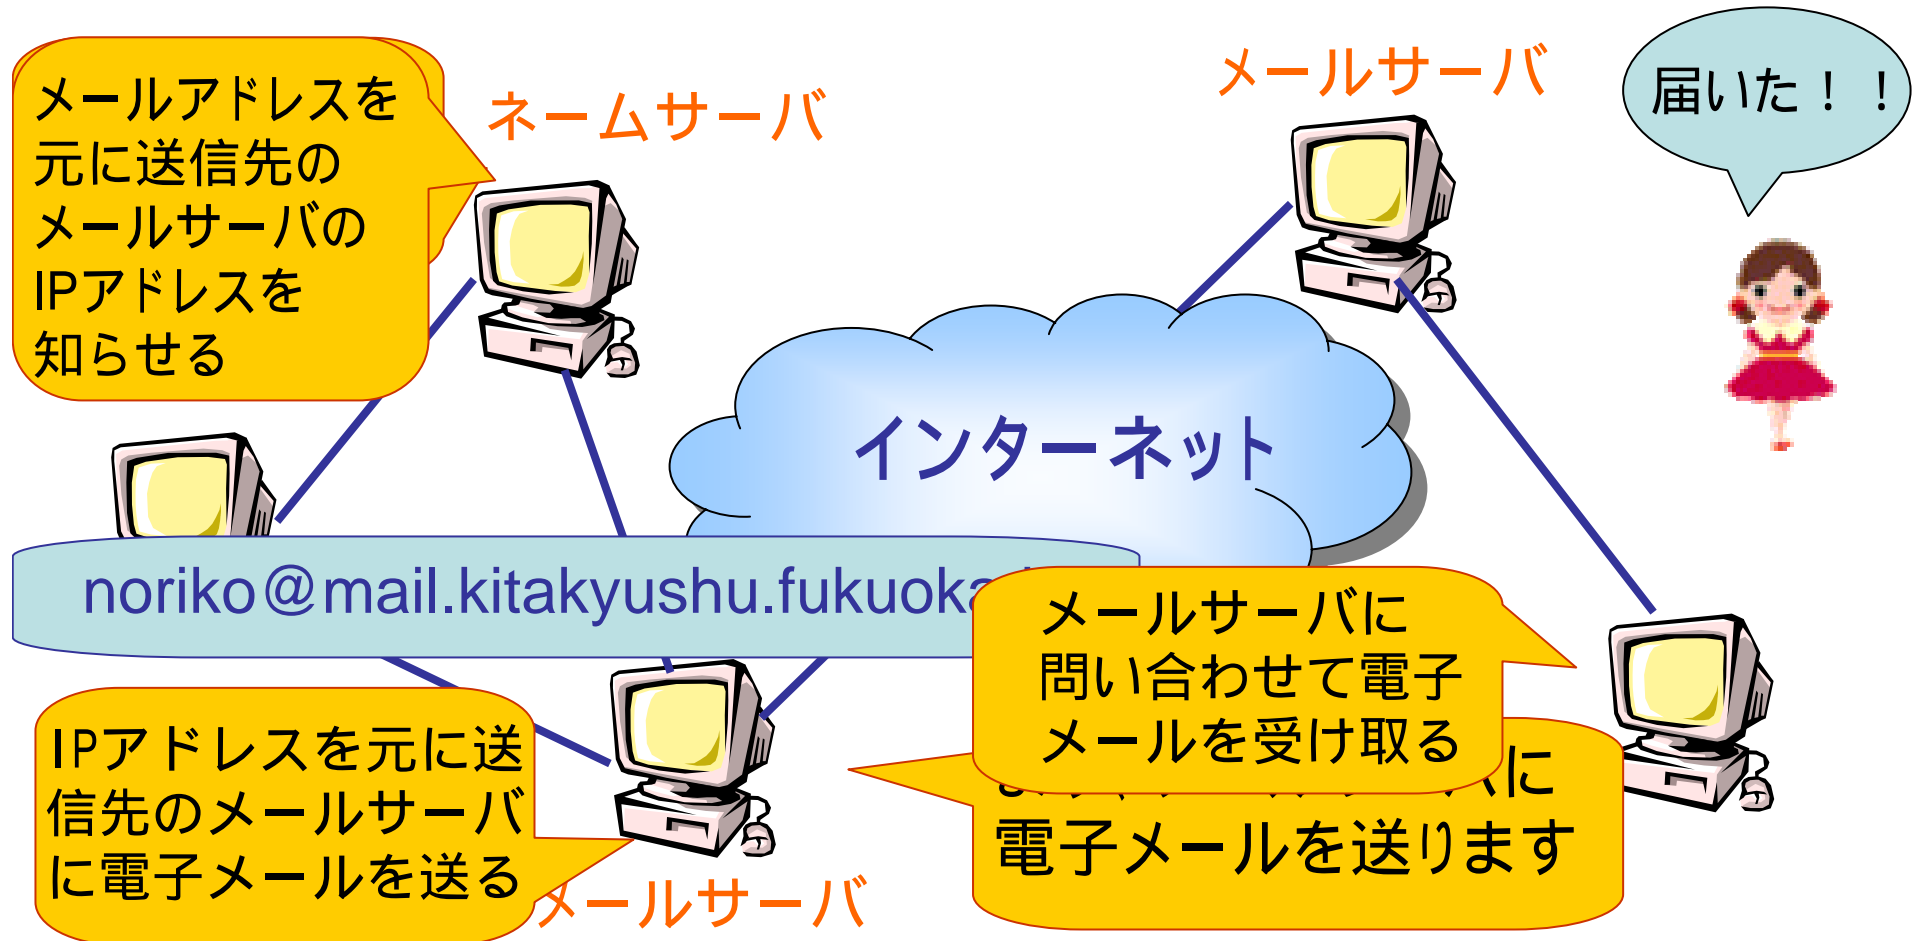 メールアドレスを
元に送信先の
メールサーバの
IPアドレスを
知らせる
ネームサーバ
メールサーバ
届いた！！
インターネット
noriko@mail.kitakyushu.fukuoka
メールサーバに
問い合わせて電子
メールを受け取る
に
電子メールを送ります
IPアドレスを元に送
信先のメールサーバ
に電子メールを送る
メールサーバ